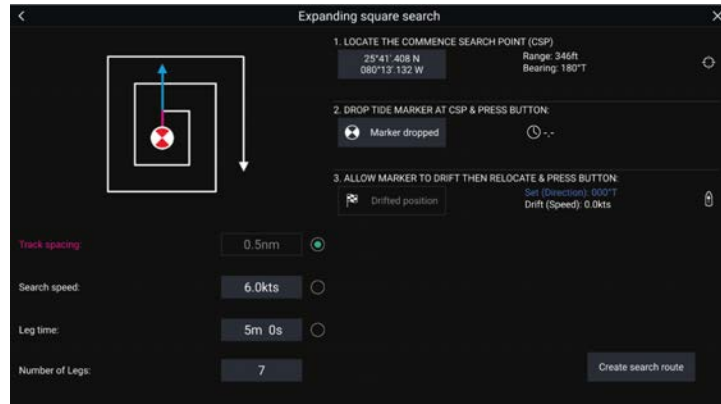 Expanding square search
1. LOCATE THE COMMENCE SEARCH POINT (CSP)
25°41'.408 N
080°13'.132 W
Range: 346ft
Bearing: 180°T
2. DROP TIDE MARKER AT CSP & PRESS BUTTON:
Marker dropped
-.-
3. ALLOW MARKER TO DRIFT THEN RELOCATE & PRESS BUTTON:
Drifted position
Set (Direction): 000°T
Drift (Speed): 0.0kts
Track spacing:
0.5nm
Search speed:
6.0kts
Leg time:
5m 0s
Number of Legs:
7
Create search route